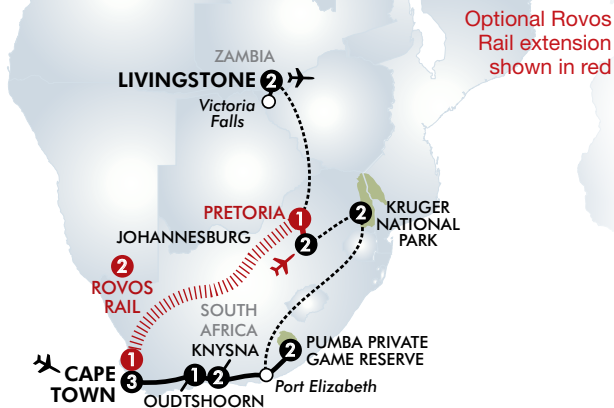 Optional Rovos
Rail extension
shown in red
ZAMBIA
LIVINGSTONE 2
Victoria
Falls
PRETORIA 1
JOHANNESBURG 2
2 KRUGER
NATIONAL
PARK
2
ROVOS
RAIL
SOUTH
AFRICA
KNYSNA
2 PUMBA PRIVATE
GAME RESERVE
1
CAPE
TOWN
3
1
2
OUDTSHOORN
Port Elizabeth